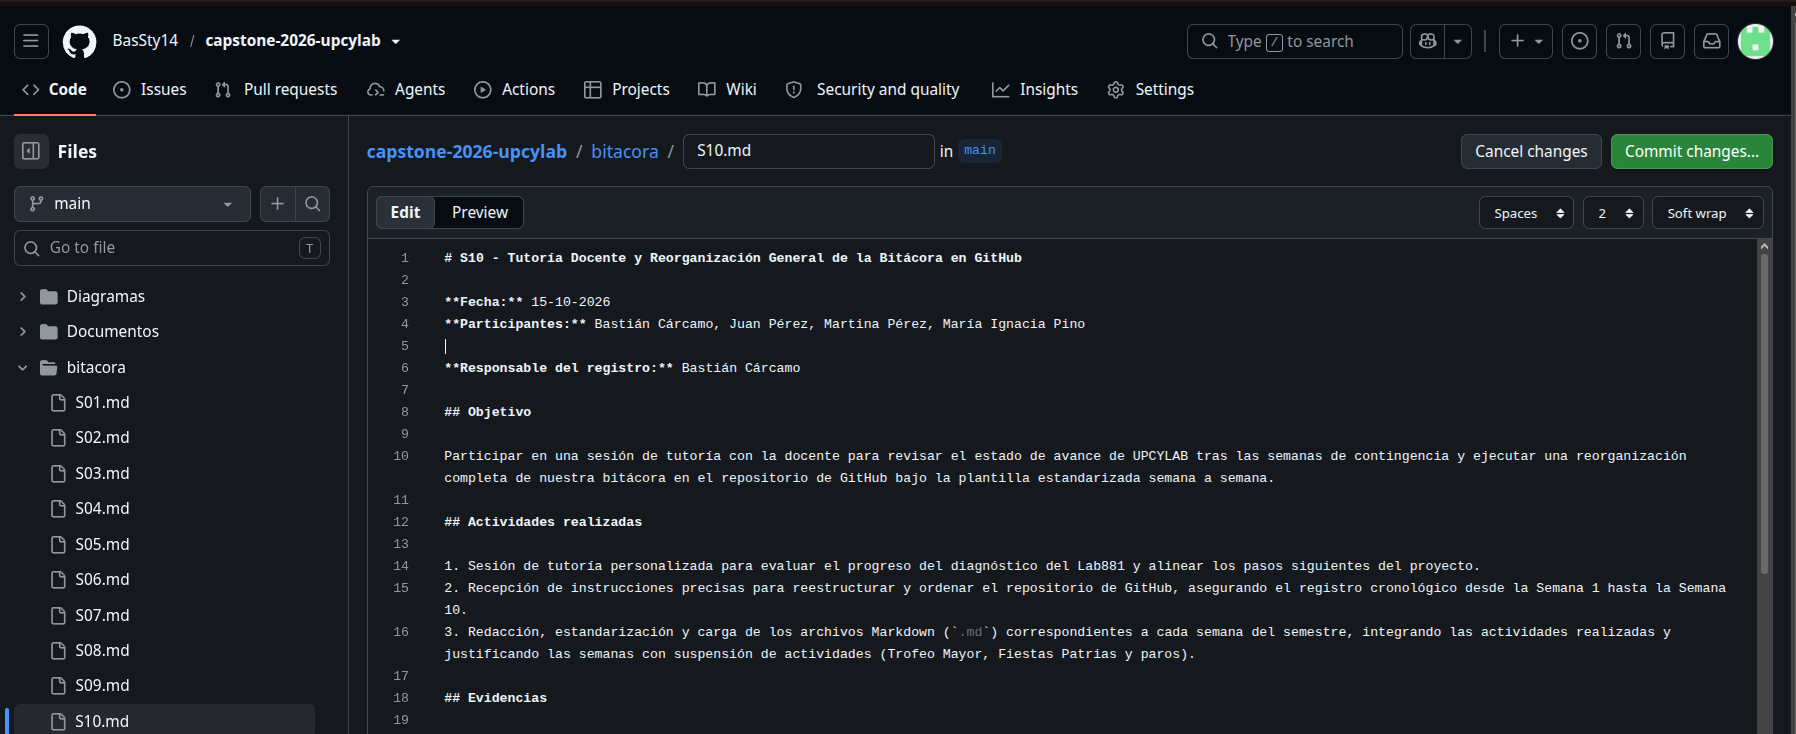 BasSty14 / capstone-2026-upcylab
Type / to search
Code Issues Pull requests Agents Actions Projects Wiki Security and quality Insights Settings
Files
main
Go to file T
Diagramas
Documentos
bitacora
S01.md
S02.md
S03.md
S04.md
S05.md
S06.md
S07.md
S08.md
S09.md
S10.md
capstone-2026-upcylab / bitacora / S10.md in main
Cancel changes Commit changes...
Edit Preview
Spaces 2 Soft wrap
1 # S10 - Tutoría Docente y Reorganización General de la Bitácora en GitHub
2
3 **Fecha:** 15-10-2026
4 **Participantes:** Bastián Cárcamo, Juan Pérez, Martina Pérez, María Ignacia Pino
5
6 **Responsable del registro:** Bastián Cárcamo
7
8 ## Objetivo
9
10 Participar en una sesión de tutoría con la docente para revisar el estado de avance de UPCYLAB tras las semanas de contingencia y ejecutar una reorganización
completa de nuestra bitácora en el repositorio de GitHub bajo la plantilla estandarizada semana a semana.
11
12 ## Actividades realizadas
13
14 1. Sesión de tutoría personalizada para evaluar el progreso del diagnóstico del Lab881 y alinear los pasos siguientes del proyecto.
15 2. Recepción de instrucciones precisas para reestructurar y ordenar el repositorio de GitHub, asegurando el registro cronológico desde la Semana 1 hasta la Semana
10.
16 3. Redacción, estandarización y carga de los archivos Markdown (`.md`) correspondientes a cada semana del semestre, integrando las actividades realizadas y
justificando las semanas con suspensión de actividades (Trofeo Mayor, Fiestas Patrias y paros).
17
18 ## Evidencias
19